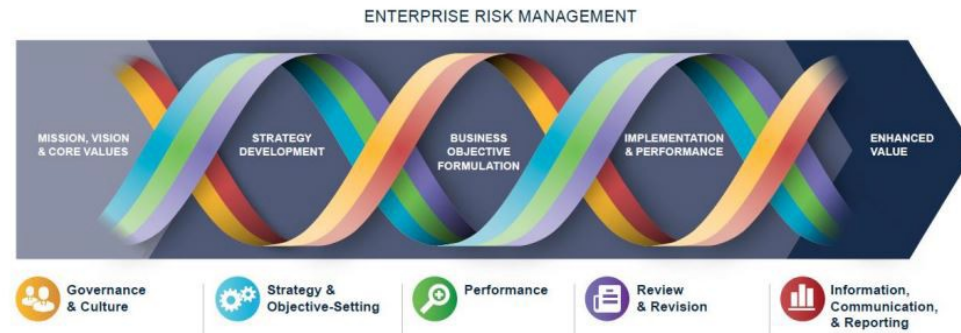 ENTERPRISE RISK MANAGEMENT
MISSION, VISION
& CORE VALUES
STRATEGY
DEVELOPMENT
BUSINESS
OBJECTIVE
FORMULATION
IMPLEMENTATION
& PERFORMANCE
ENHANCED
VALUE
Governance
& Culture
Strategy &
Objective-Setting
Performance
Review
& Revision
Information,
Communication,
& Reporting